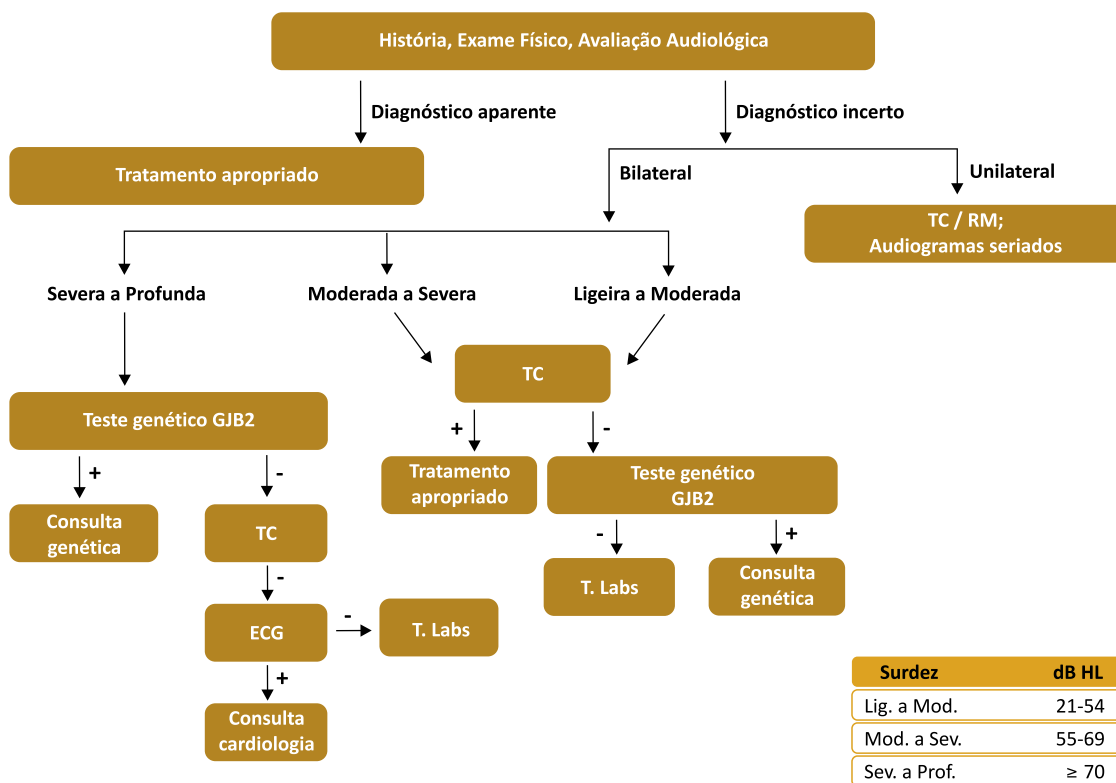 História, Exame Físico, Avaliação Audiológica
Diagnóstico aparente
Diagnóstico incerto
Tratamento apropriado
Bilateral
Unilateral
TC / RM;
Audiogramas seriados
Severa a Profunda
Moderada a Severa
Ligeira a Moderada
TC
Teste genético GJB2
+
-
+
-
Tratamento
apropriado
Teste genético
GJB2
Consulta
genética
TC
-
+
-
T. Labs
Consulta
genética
ECG
-
T. Labs
+
Consulta
cardiologia
Surdez dB HL
Lig. a Mod. 21-54
Mod. a Sev. 55-69
Sev. a Prof. ≥ 70